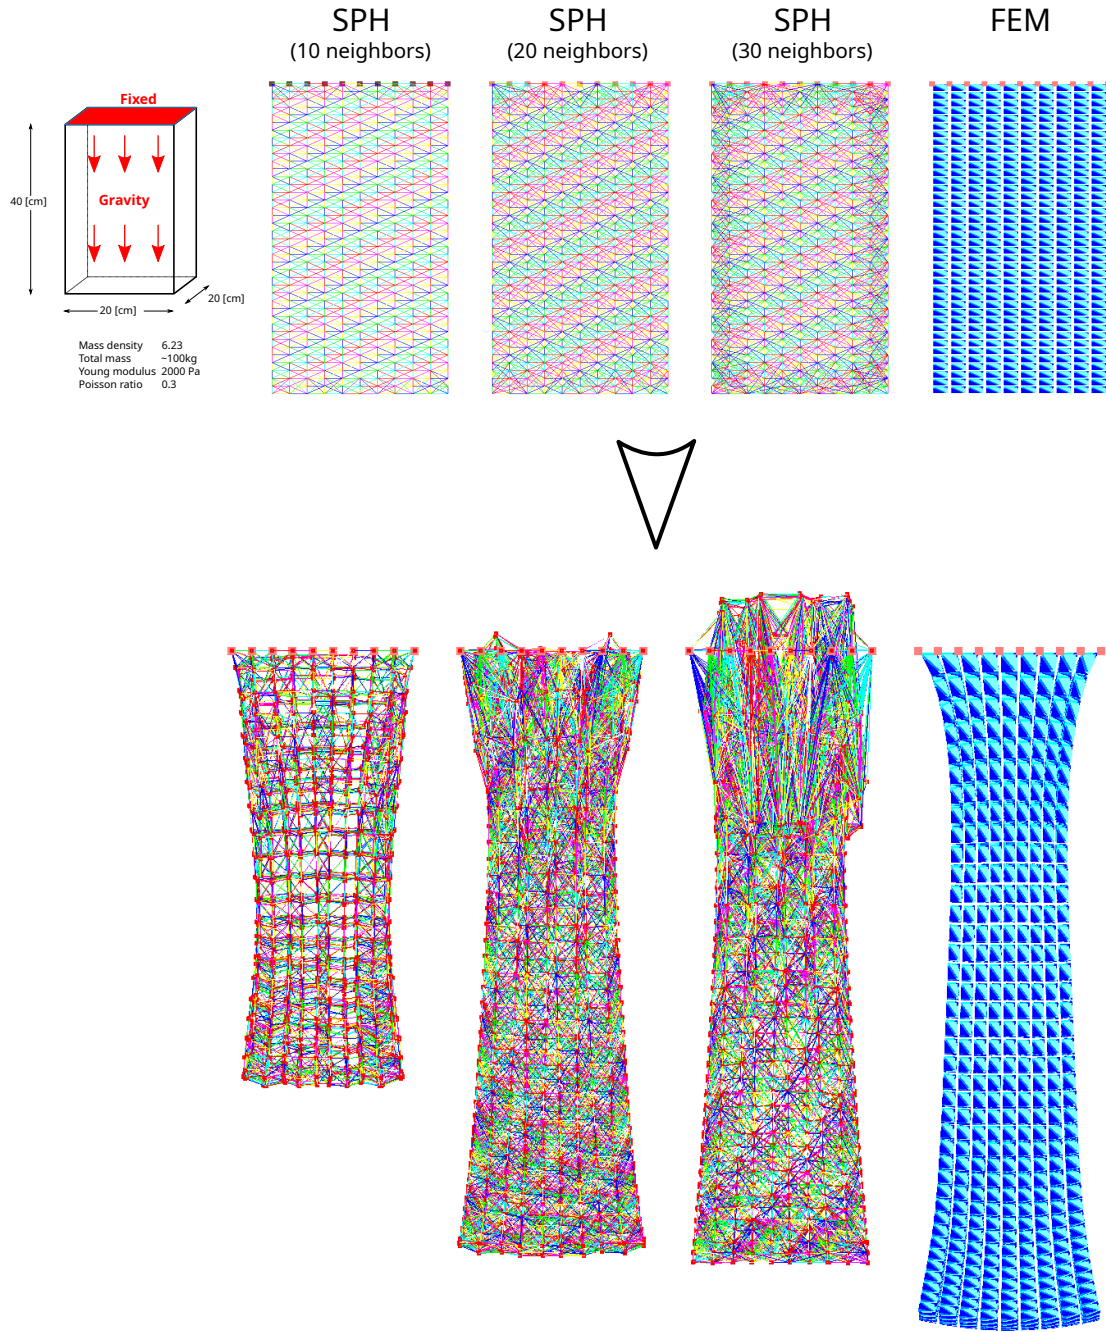 SPH
(10 neighbors)
SPH
(20 neighbors)
SPH
(30 neighbors)
FEM
Fixed
40 [cm]
Gravity
20 [cm]
20 [cm]
Mass density 6.23
Total mass ~100kg
Young modulus 2000 Pa
Poisson ratio 0.3